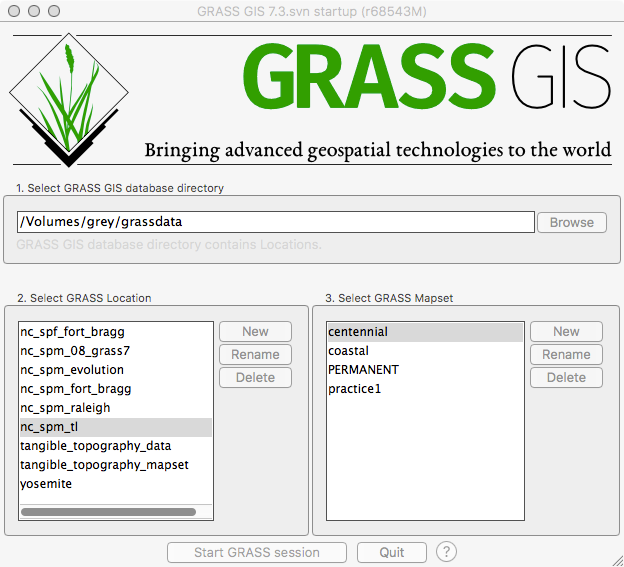 GRASS GIS 7.3.svn startup (r68543M)
GRASS GIS
Bringing advanced geospatial technologies to the world
1. Select GRASS GIS database directory
/Volumes/grey/grassdata
Browse
GRASS GIS database directory contains Locations.
2. Select GRASS Location
nc_spf_fort_bragg
nc_spm_08_grass7
nc_spm_evolution
nc_spm_fort_bragg
nc_spm_raleigh
nc_spm_tl
tangible_topography_data
tangible_topography_mapset
yosemite
New
Rename
Delete
3. Select GRASS Mapset
centennial
coastal
PERMANENT
practice1
New
Rename
Delete
Start GRASS session
Quit
?